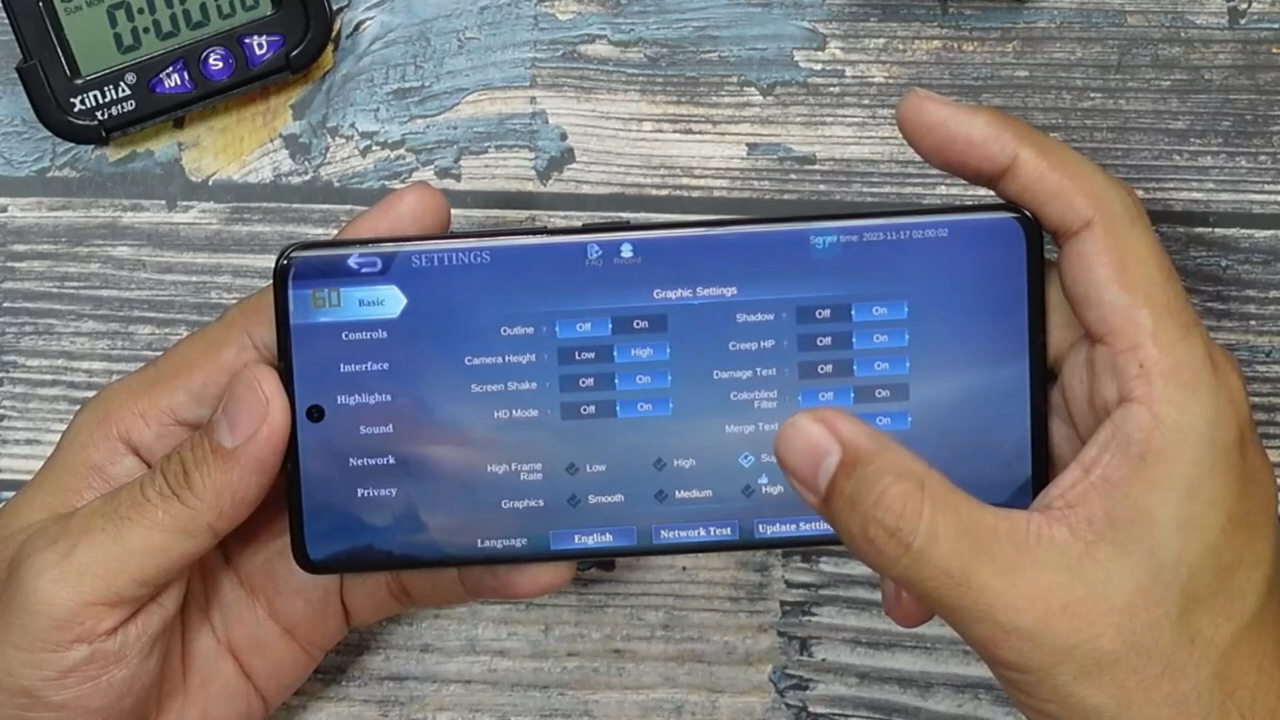 SUN MON
M S D
XINJIA®
XJ-613D
SETTINGS
FAQ
Record
time: 2023-11-17 02:00:02
60
Basic
Controls
Interface
Highlights
Sound
Network
Privacy
Graphic Settings
Outline Off On
Camera Height Low High
Screen Shake Off On
HD Mode Off On
Shadow Off On
Creep HP Off On
Damage Text Off On
Colorblind
Filter Off On
Merge Text On
High Frame
Rate Low High
Graphics Smooth Medium High
Language English Network Test Update